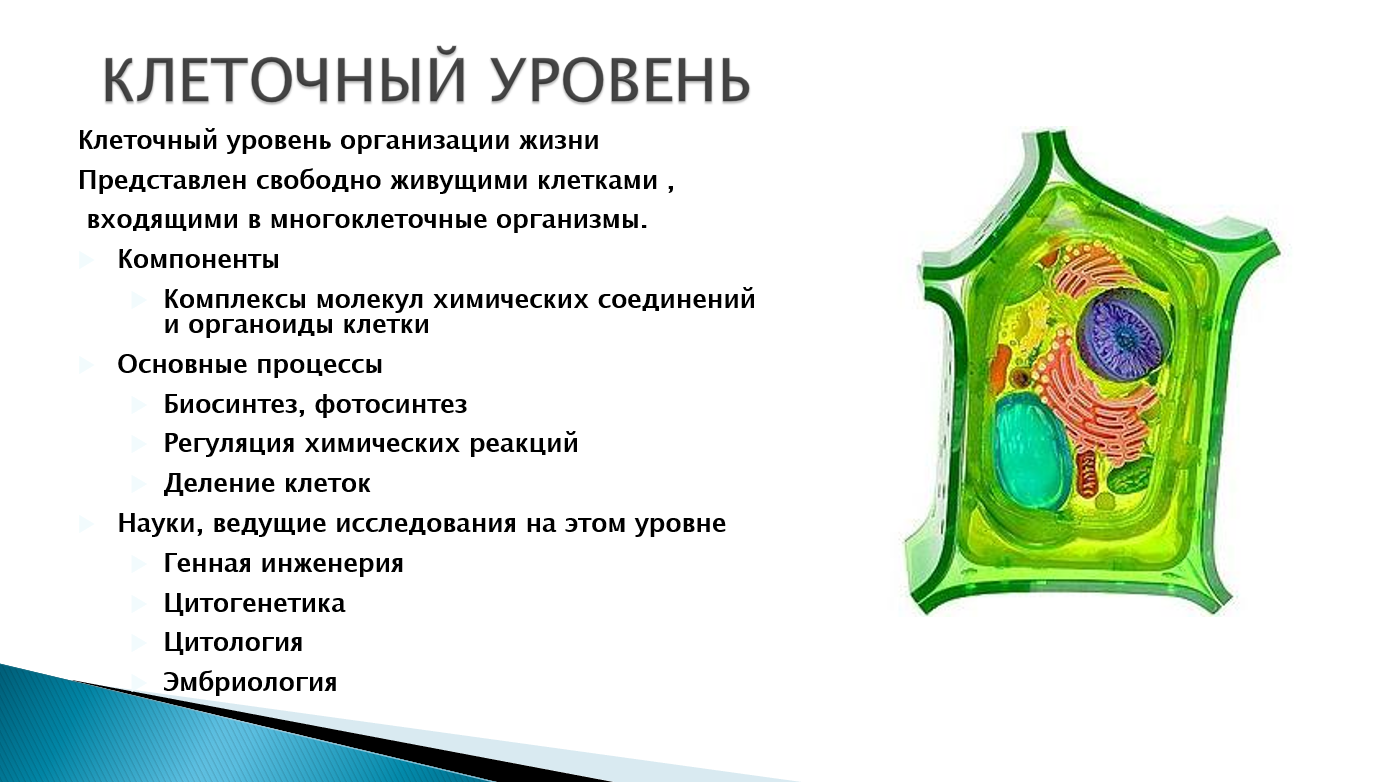 КЛЕТОЧНЫЙ УРОВЕНЬ
Клеточный уровень организации жизни
Представлен свободно живущими клетками ,
входящими в многоклеточные организмы.
Компоненты
Комплексы молекул химических соединений
и органоиды клетки
Основные процессы
Биосинтез, фотосинтез
Регуляция химических реакций
Деление клеток
Науки, ведущие исследования на этом уровне
Генная инженерия
Цитогенетика
Цитология
Эмбриология